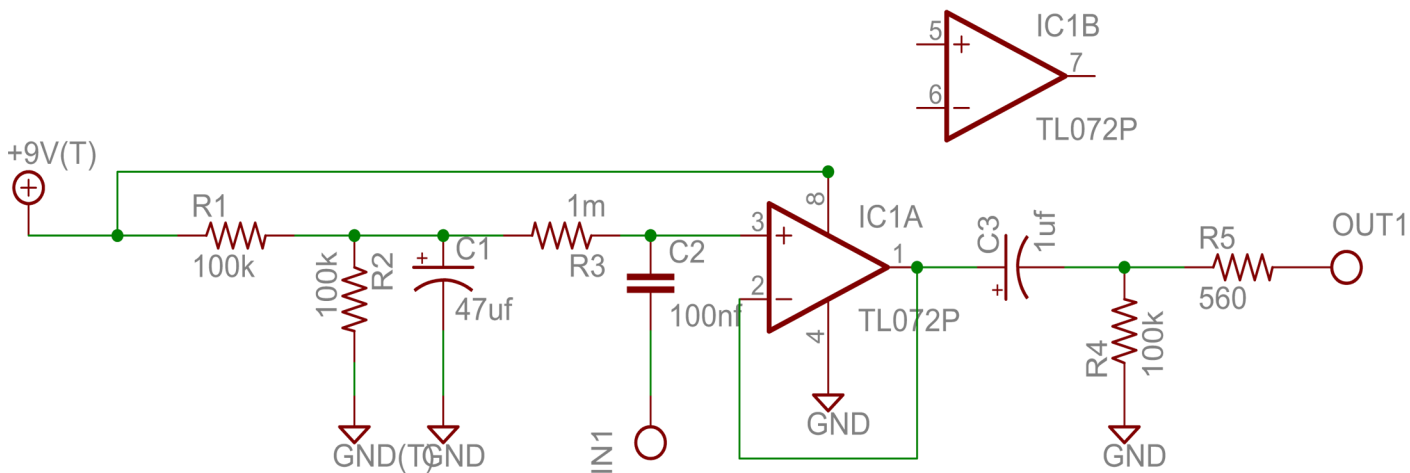 IC1B
5
+
7
6
−
TL072P
+9V(T)
+
R1
100k
100k
R2
+
C1
47uf
1m
R3
C2
100nf
IN1
3
+
2
−
8
4
1
IC1A
TL072P
GND
C3
1uf
+
R4
100k
R5
560
OUT1
GND(T)
GND
GND